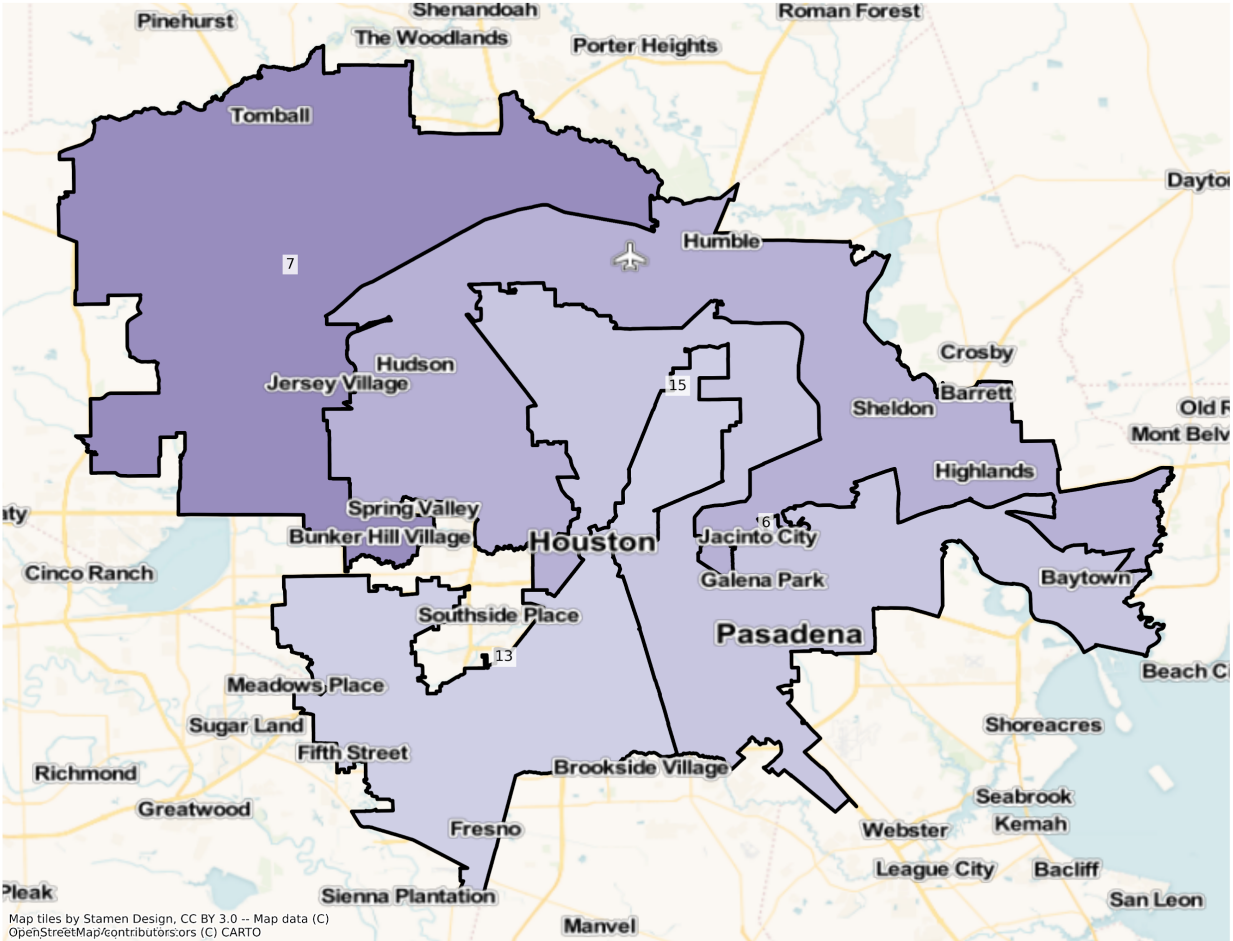 Shenandoah
Roman Forest
Pinehurst
The Woodlands
Porter Heights
Tomball
Humble
7
Crosby
Hudson
Jersey Village
15
Barrett
Sheldon
Mont Belv
Highlands
Spring Valley
6
Bunker Hill Village
Houston
Jacinto City
Cinco Ranch
Galena Park
Baytown
Southside Place
Pasadena
13
Beach C
Meadows Place
Sugar Land
Shoreacres
Fifth Street
Brookside Village
Richmond
Seabrook
Greatwood
Kemah
Fresno
Webster
League City
Bacliff
Pleak
Sienna Plantation
San Leon
Manvel
Map tiles by Stamen Design, CC BY 3.0 -- Map data (C)
OpenStreetMap contributors
(C) CARTO